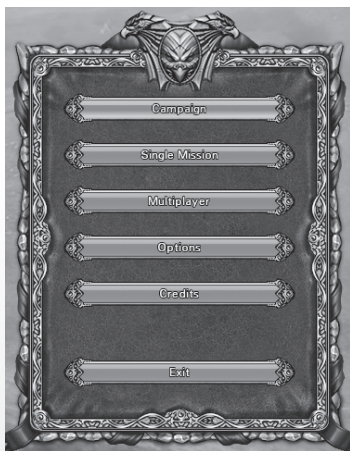 Campaign
Single Mission
Multiplayer
Options
Credits
Exit